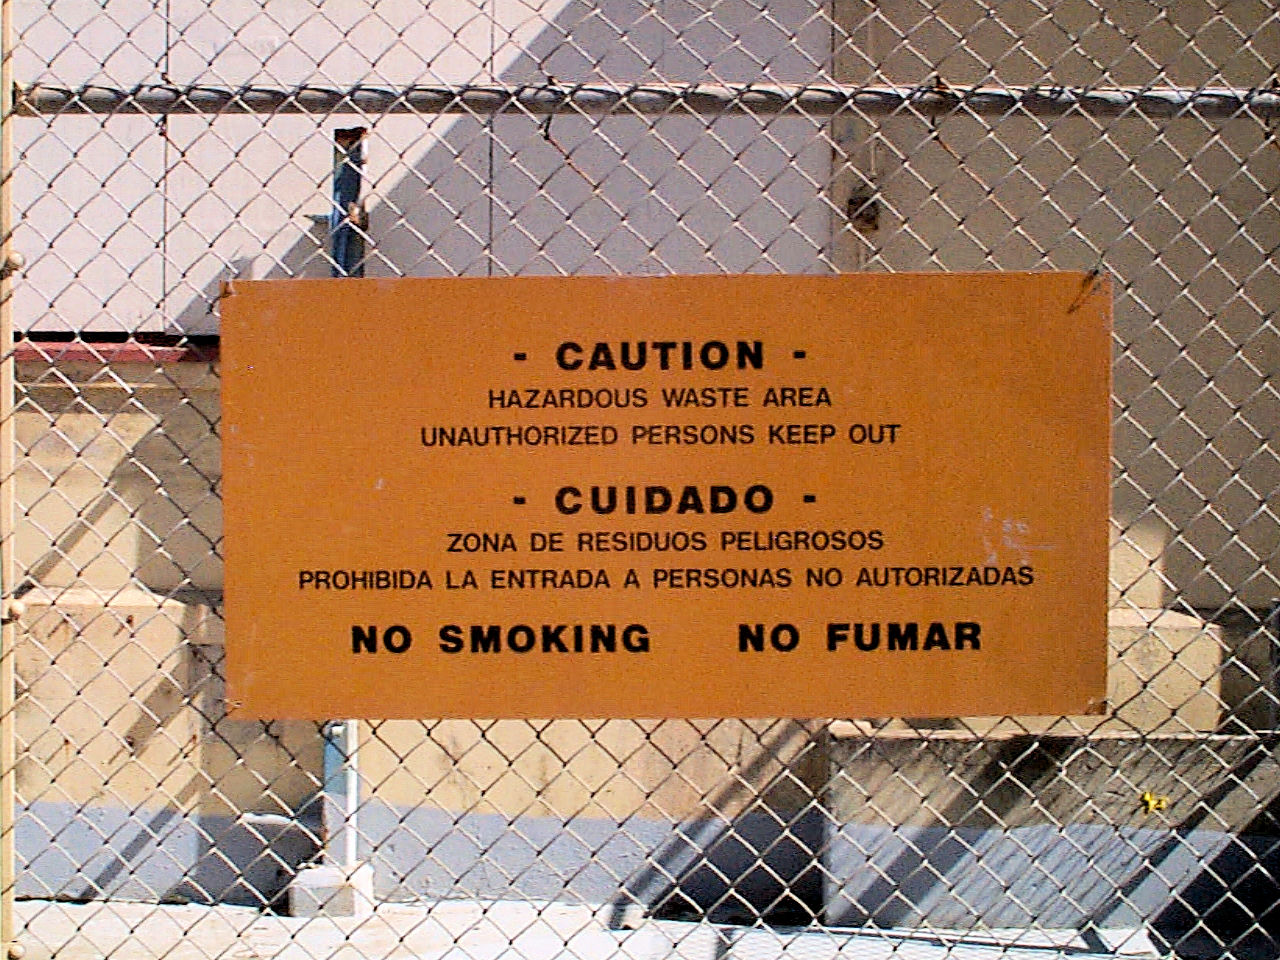 - CAUTION -
HAZARDOUS WASTE AREA
UNAUTHORIZED PERSONS KEEP OUT
- CUIDADO -
ZONA DE RESIDUOS PELIGROSOS
PROHIBIDA LA ENTRADA A PERSONAS NO AUTORIZADAS
NO SMOKING NO FUMAR